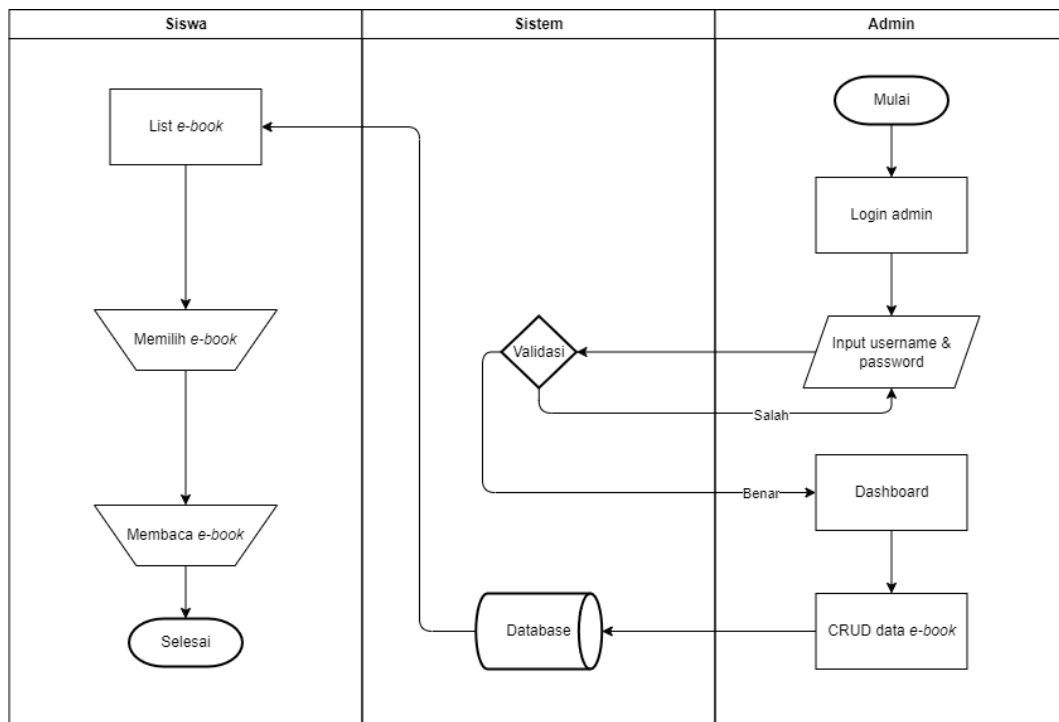 Siswa
Sistem
Admin
Mulai
List e-book
Login admin
Memilih e-book
Validasi
Input username &
password
Salah
Benar
Dashboard
Membaca e-book
Selesai
Database
CRUD data e-book